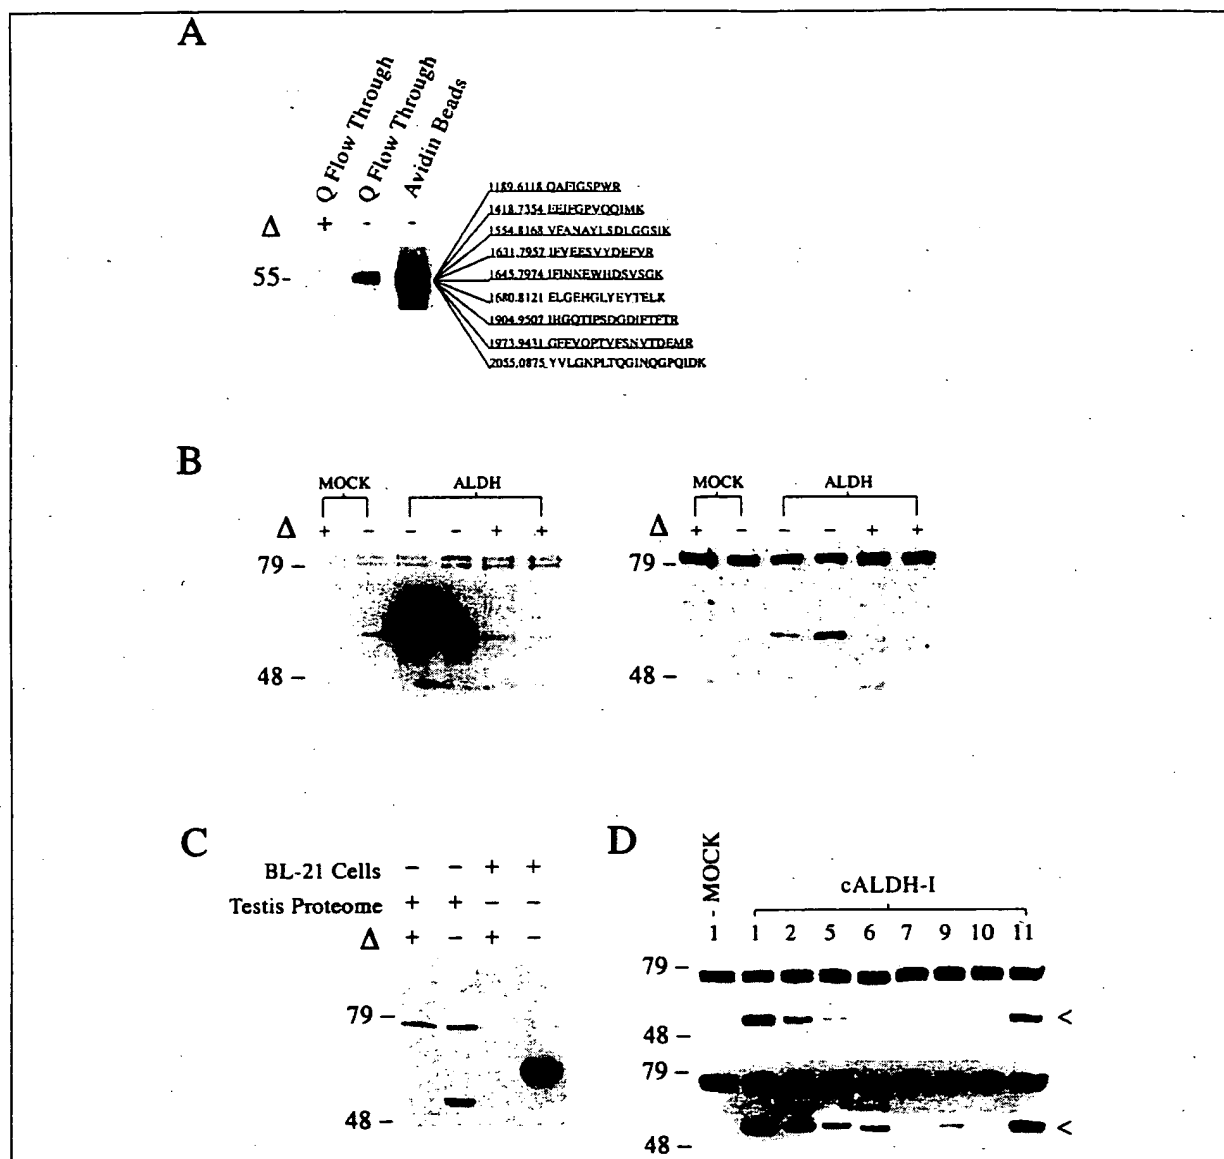 A
Q Flow Through
Q Flow Through
Avidin Beads
Δ + - -
55-
1189.6118 QAFIGSPWR
1418.7354 EEIFGPVQQIMK
1554.8168 VFANAYLSDLGGSIK
1631.7957 IFVEESVYDEFVR
1645.7974 IFINNEWHDSVSGK
1680.8121 ELGEHGLYEYTELK
1904.9507 IHGQTIPSDGDIFTFTR
1973.9431 GFFVQPTVFSNVTDEMR
2055.0875 YVLGNPLTQGINQGPQIDK
B
MOCK ALDH
Δ + - - - + +
79 -
48 -
MOCK ALDH
Δ + - - - + +
79 -
48 -
C
BL-21 Cells - - + +
Testis Proteome + + - -
Δ + - + -
79 -
48 -
D
1 - MOCK
cALDH-I
1 2 5 6 7 9 10 11
79 -
<
48 -
79 -
<
48 -